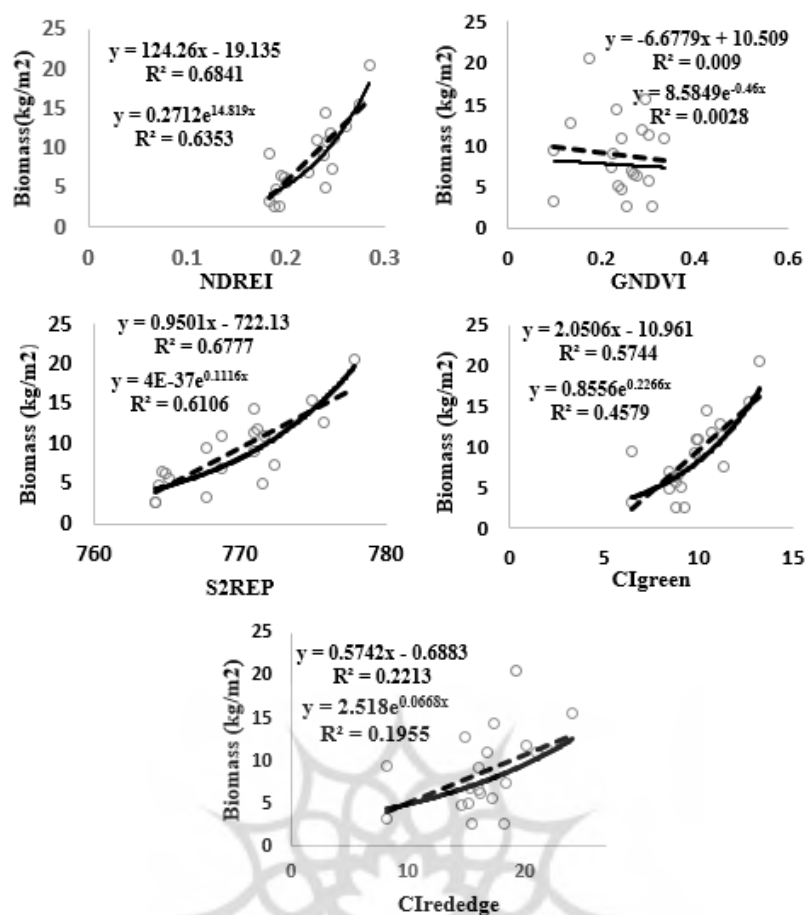 y = 124.26x - 19.135
R² = 0.6841
y = 0.2712e^14.819x
R² = 0.6353
Biomass(kg/m2)
25
20
15
10
5
0
0 0.1 0.2 0.3
NDREI
y = -6.6779x + 10.509
R² = 0.009
y = 8.5849e^-0.46x
R² = 0.0028
Biomass (kg/m2)
25
20
15
10
5
0
0 0.2 0.4 0.6
GNDVI
y = 0.9501x - 722.13
R² = 0.6777
y = 4E-37e^0.1116x
R² = 0.6106
Biomass (kg/m2)
25
20
15
10
5
0
760 770 780
S2REP
y = 2.0506x - 10.961
R² = 0.5744
y = 0.8556e^0.2266x
R² = 0.4579
Biomass (kg/m2)
25
20
15
10
5
0
0 5 10 15
CIgreen
y = 0.5742x - 0.6883
R² = 0.2213
y = 2.518e^0.0668x
R² = 0.1955
Biomass (kg/m2)
25
20
15
10
5
0
0 10 20
CIrededge